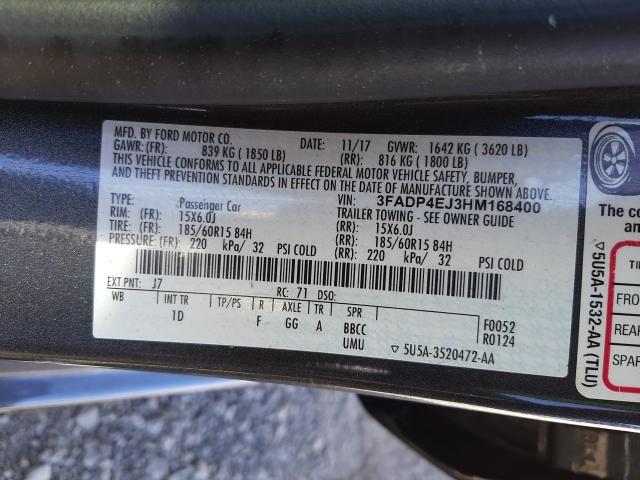 MFD. BY FORD MOTOR CO. DATE: 11/17 GVWR: 1642 KG ( 3620 LB)
GAWR:(FR): 839 KG ( 1850 LB) (RR): 816 KG ( 1800 LB)
THIS VEHICLE CONFORMS TO ALL APPLICABLE FEDERAL MOTOR VEHICLE SAFETY, BUMPER,
AND THEFT PREVENTION STANDARDS IN EFFECT ON THE DATE OF MANUFACTURE SHOWN ABOVE.
VIN: 3FADP4EJ3HM168400
TYPE: Passenger Car TRAILER TOWING - SEE OWNER GUIDE
RIM: (FR): 15X6.0J (RR): 15X6.0J
TIRE: (FR): 185/60R15 84H (RR): 185/60R15 84H
PRESSURE: (FR): 220 kPa/ 32 PSI COLD (RR): 220 kPa/ 32 PSI COLD
EXT PNT: J7 RC: 71 DSO:
WB INT TR TP/PS R AXLE TR SPR
1D F GG A BBCC F0052
UMU R0124
▽ 5U5A-3520472-AA
The co
▽ 5U5A-1532-AA (TLU)
TI
FRO
REAR
SPAR